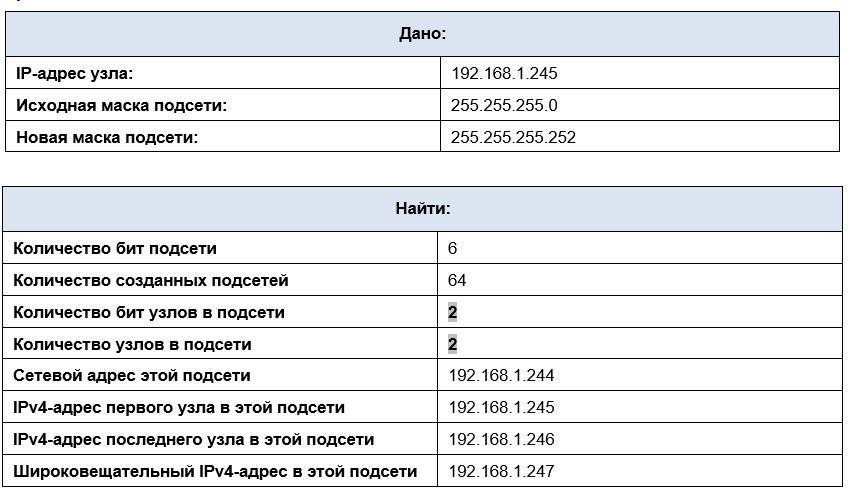 Дано:
IP-адрес узла: 192.168.1.245
Исходная маска подсети: 255.255.255.0
Новая маска подсети: 255.255.255.252
Найти:
Количество бит подсети 6
Количество созданных подсетей 64
Количество бит узлов в подсети 2
Количество узлов в подсети 2
Сетевой адрес этой подсети 192.168.1.244
IPv4-адрес первого узла в этой подсети 192.168.1.245
IPv4-адрес последнего узла в этой подсети 192.168.1.246
Широковещательный IPv4-адрес в этой подсети 192.168.1.247